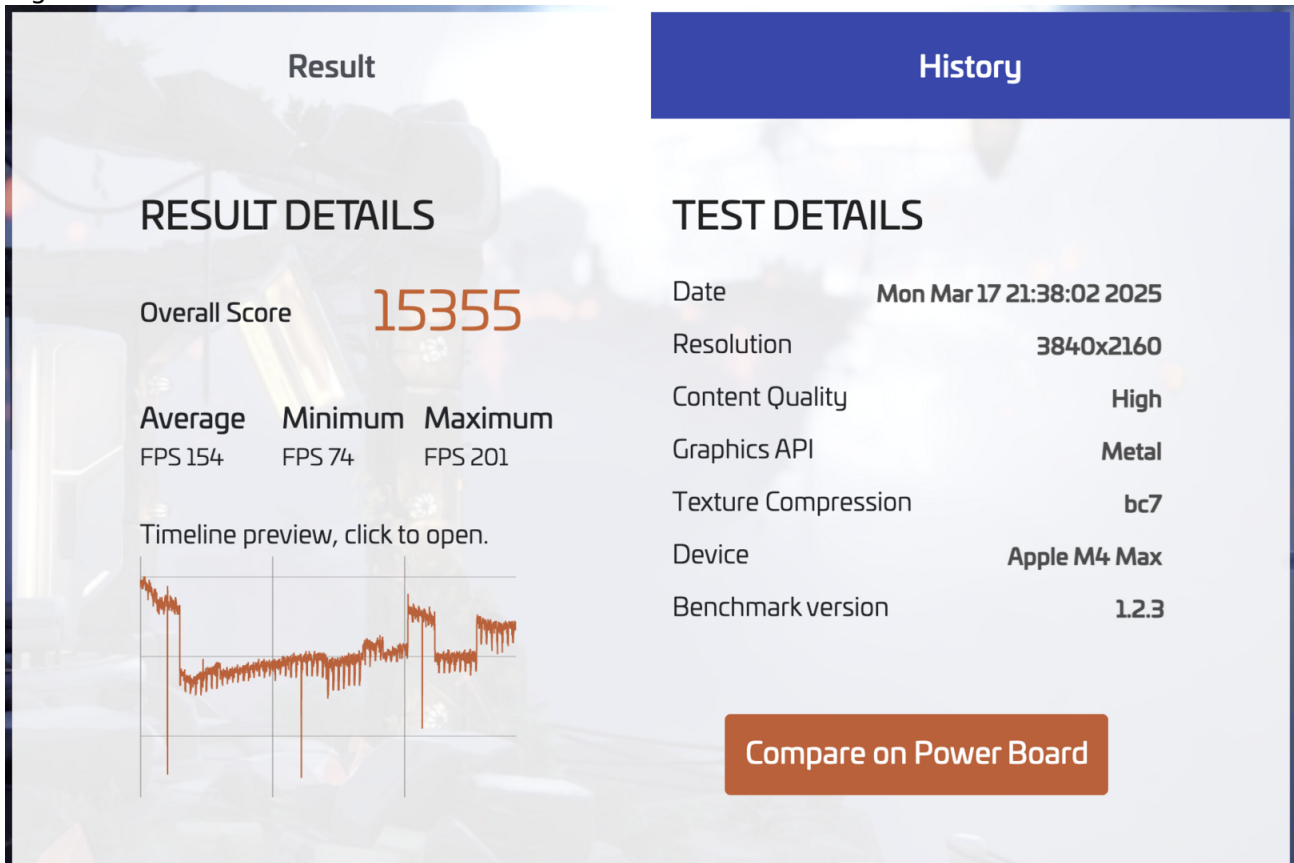 Result
History
RESULT DETAILS
Overall Score 15355
Average Minimum Maximum
FPS 154 FPS 74 FPS 201
Timeline preview, click to open.
TEST DETAILS
Date Mon Mar 17 21:38:02 2025
Resolution 3840x2160
Content Quality High
Graphics API Metal
Texture Compression bc7
Device Apple M4 Max
Benchmark version 1.2.3
Compare on Power Board